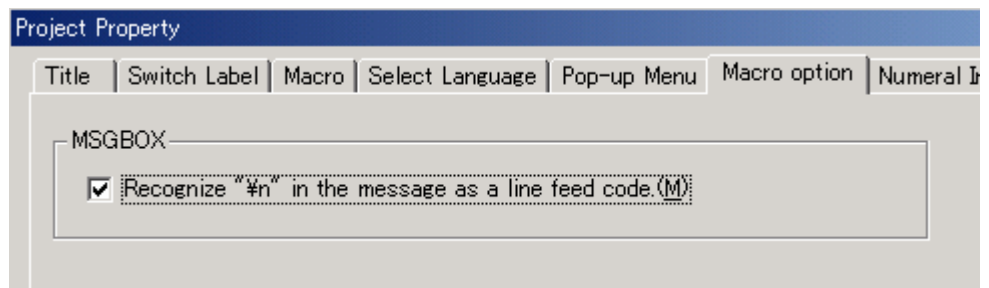 Project Property
Title Switch Label Macro Select Language Pop-up Menu Macro option Numeral
MSGBOX
Recognize "¥n" in the message as a line feed code.(M)